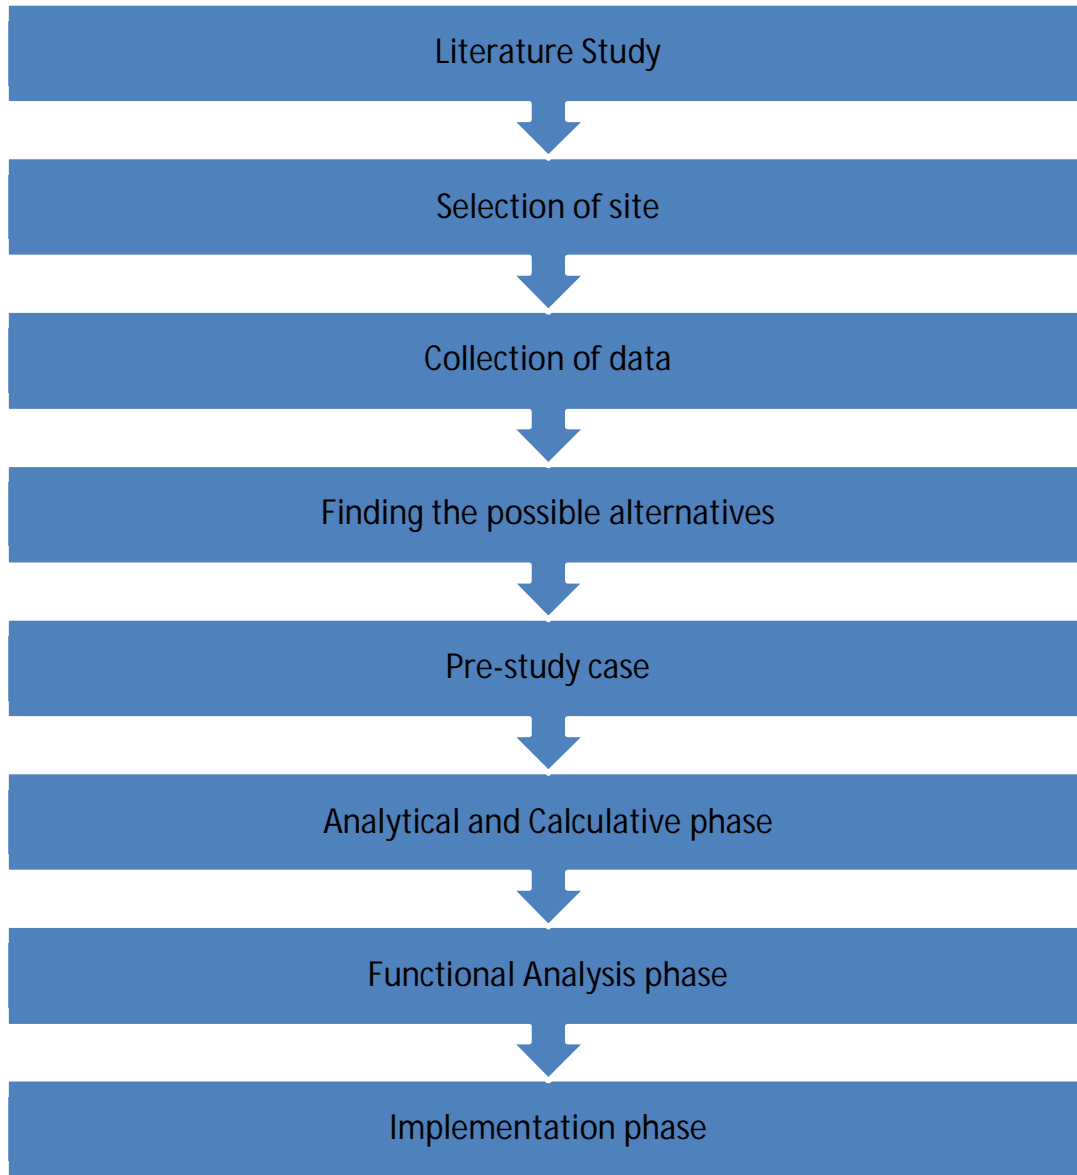 Literature Study
Selection of site
Collection of data
Finding the possible alternatives
Pre-study case
Analytical and Calculative phase
Functional Analysis phase
Implementation phase